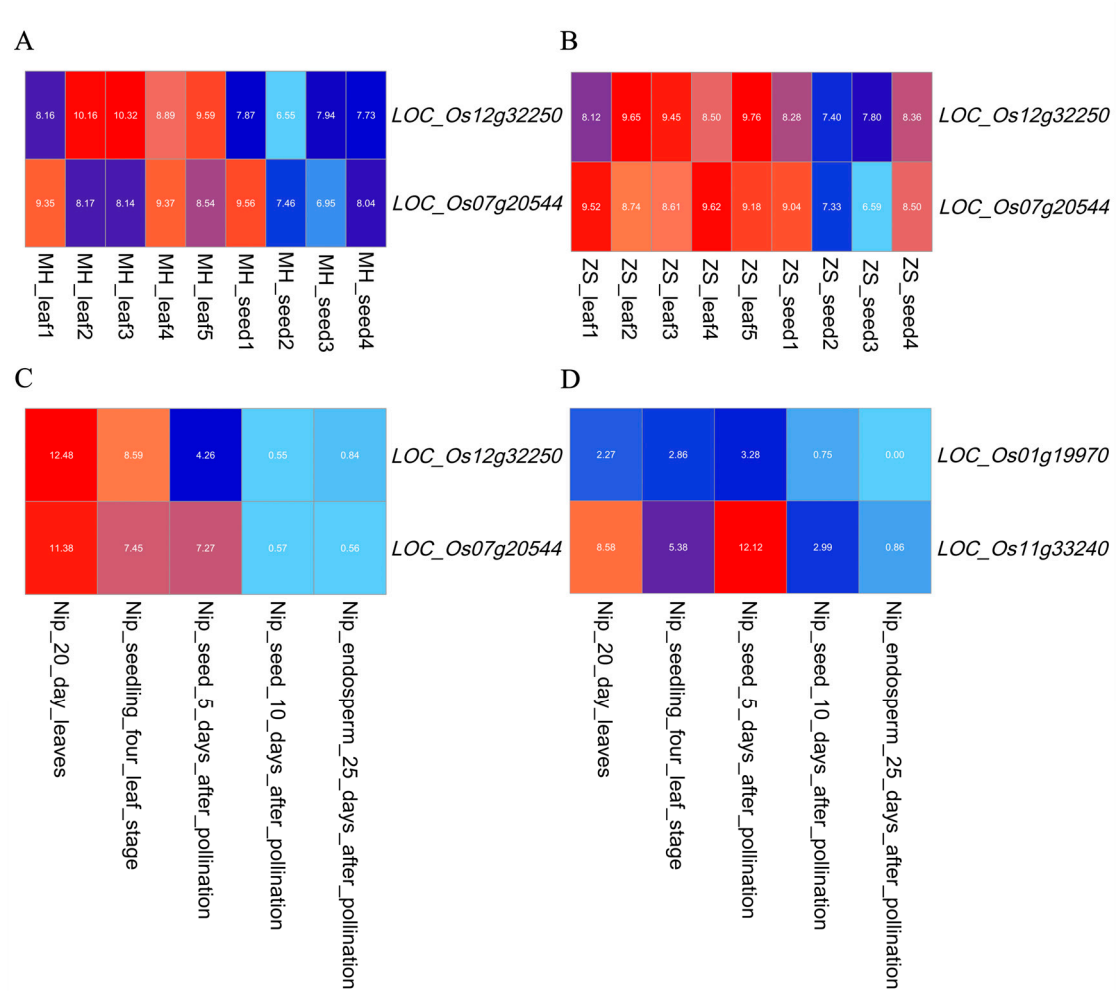 A
8.16 10.16 10.32 8.89 9.59 7.87 6.55 7.94 7.73 LOC_Os12g32250
9.35 8.17 8.14 9.37 8.54 9.56 7.46 6.95 8.04 LOC_Os07g20544
MH_leaf1
MH_leaf2
MH_leaf3
MH_leaf4
MH_leaf5
MH_seed1
MH_seed2
MH_seed3
MH_seed4
B
8.12 9.65 9.45 8.50 9.76 8.28 7.40 7.80 8.36 LOC_Os12g32250
9.52 8.74 8.61 9.62 9.18 9.04 7.33 6.59 8.50 LOC_Os07g20544
ZS_leaf1
ZS_leaf2
ZS_leaf3
ZS_leaf4
ZS_leaf5
ZS_seed1
ZS_seed2
ZS_seed3
ZS_seed4
C
12.48 8.59 4.26 0.55 0.84 LOC_Os12g32250
11.38 7.45 7.27 0.57 0.56 LOC_Os07g20544
Nip_20_day_leaves
Nip_seedling_four_leaf_stage
Nip_seed_5_days_after_pollination
Nip_seed_10_days_after_pollination
Nip_endosperm_25_days_after_pollination
D
2.27 2.86 3.28 0.75 0.00 LOC_Os01g19970
8.58 5.38 12.12 2.99 0.86 LOC_Os11g33240
Nip_20_day_leaves
Nip_seedling_four_leaf_stage
Nip_seed_5_days_after_pollination
Nip_seed_10_days_after_pollination
Nip_endosperm_25_days_after_pollination